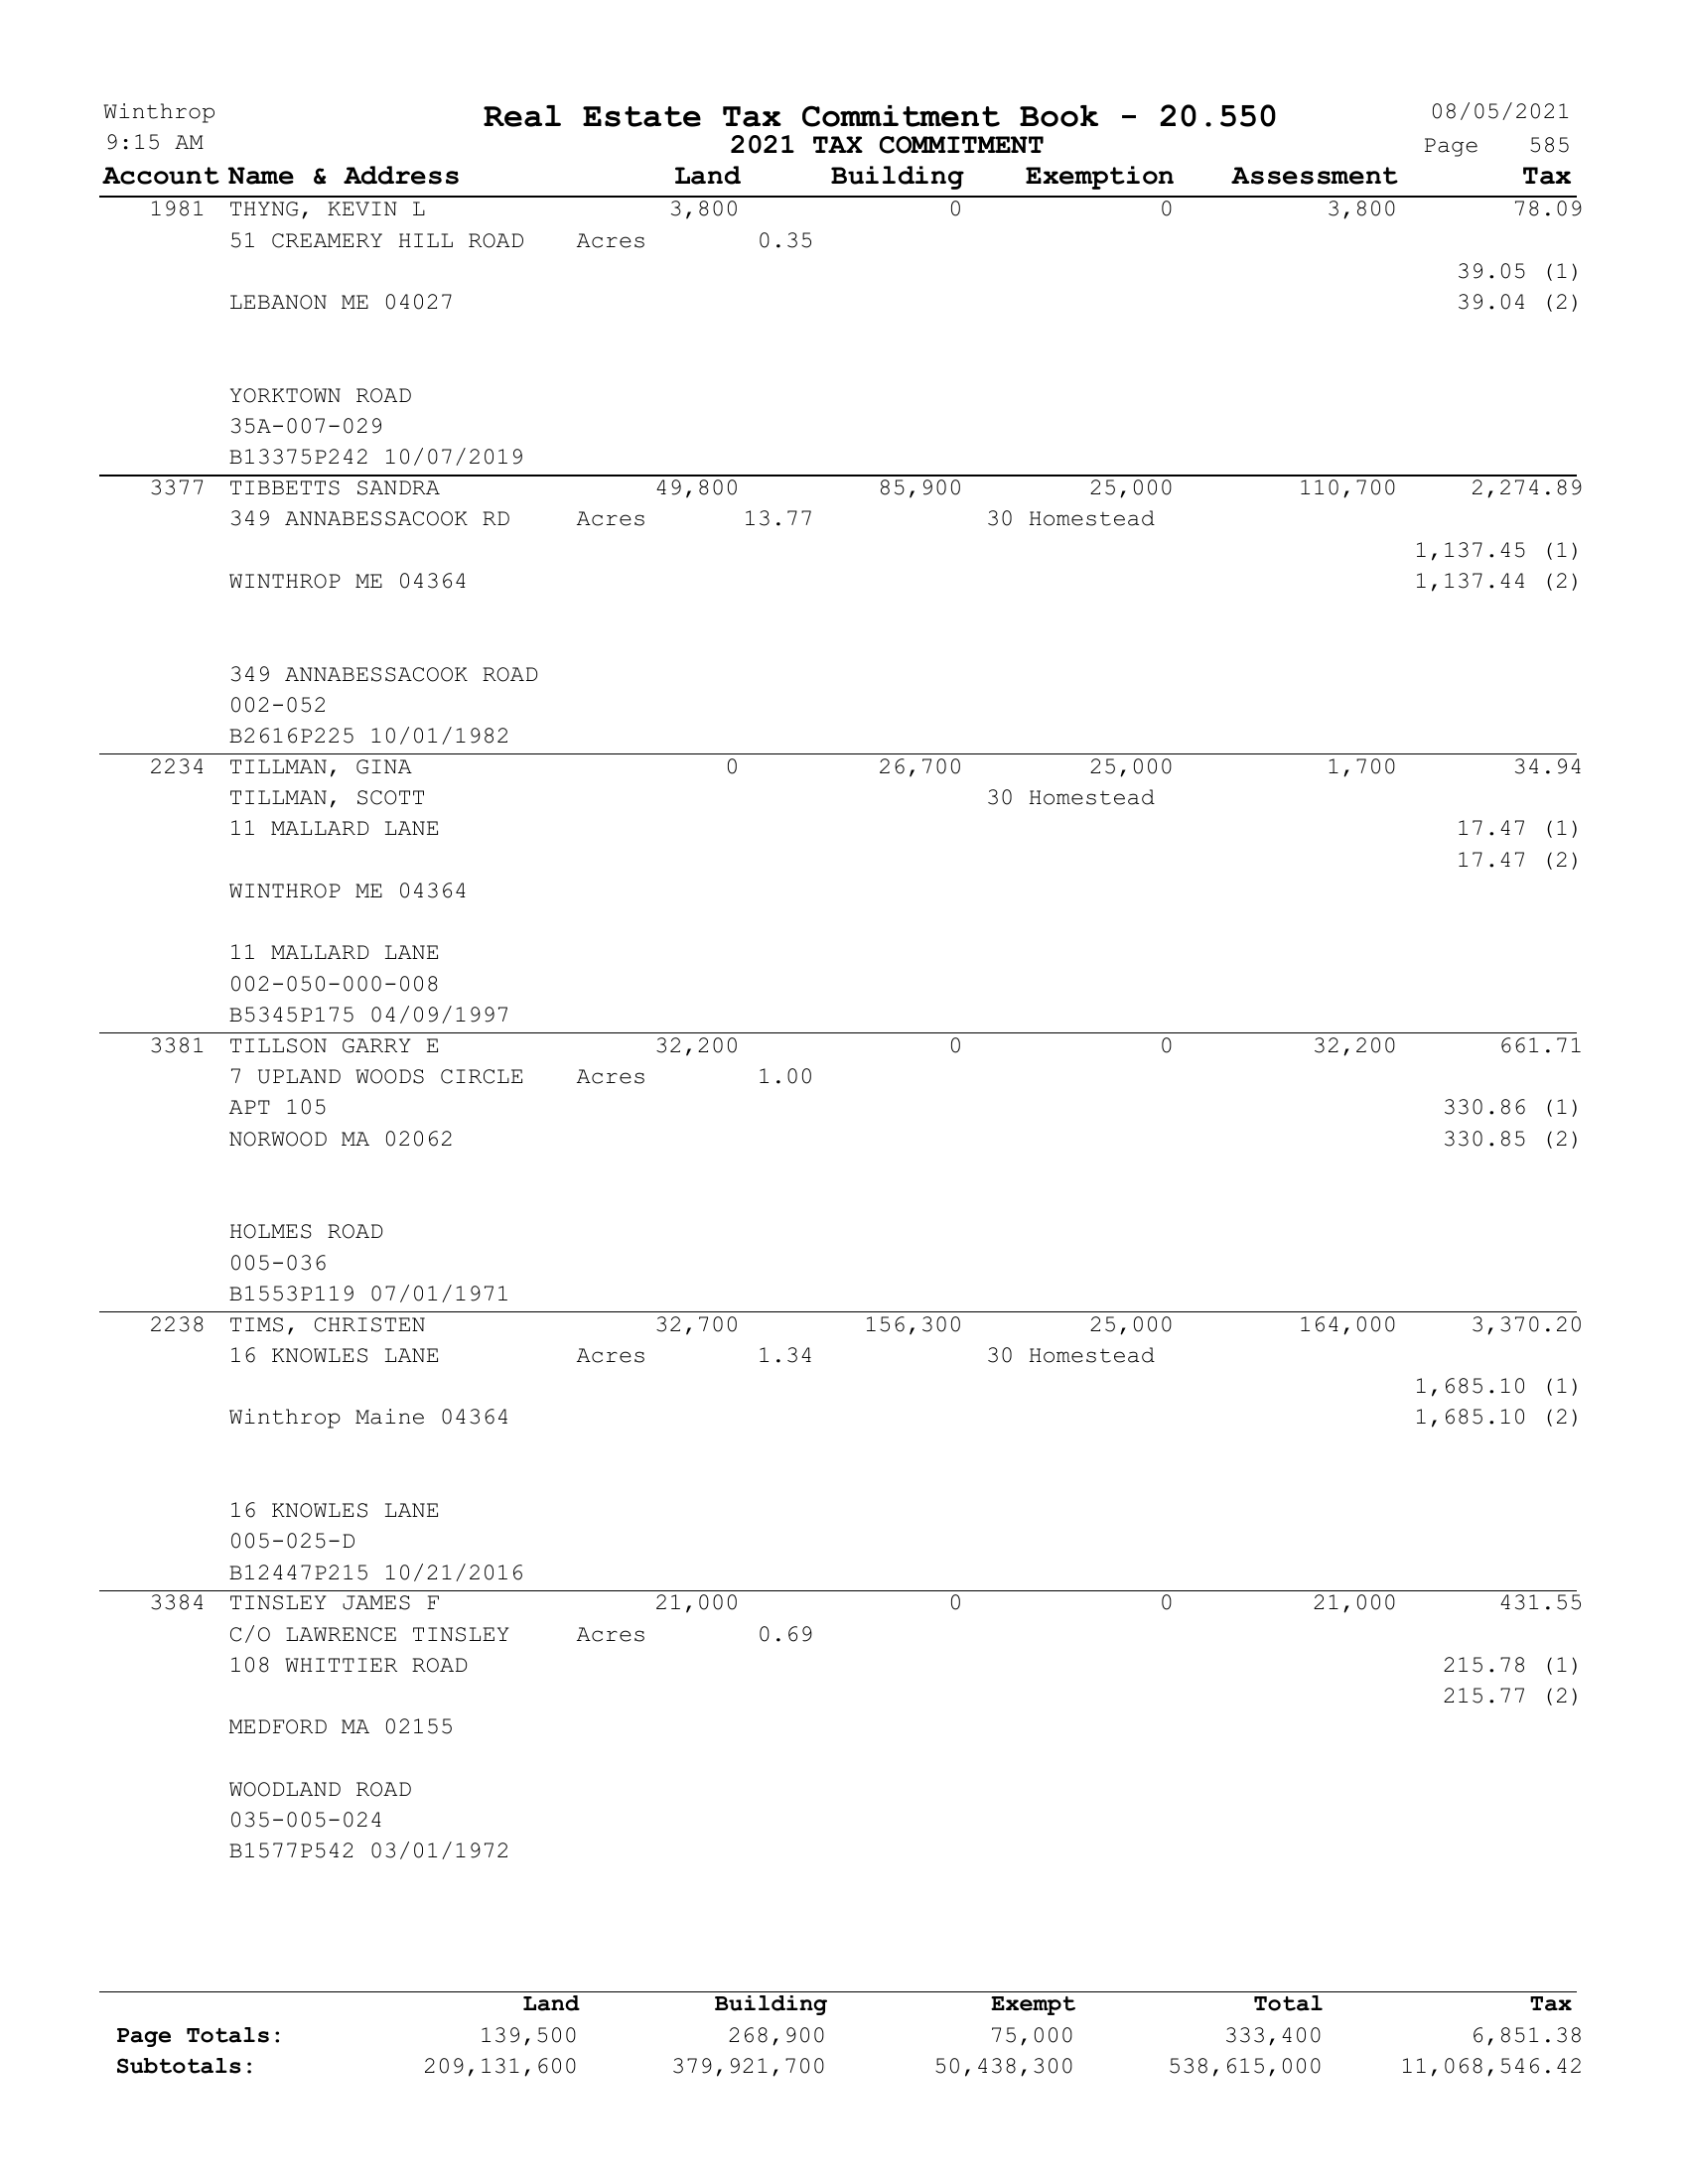 Winthrop Real Estate Tax Commitment Book - 20.550 08/05/2021
9:15 AM 2021 TAX COMMITMENT Page 585
Account Name & Address Land Building Exemption Assessment Tax
1981 THYNG, KEVIN L 3,800 0 0 3,800 78.09
51 CREAMERY HILL ROAD Acres 0.35
39.05 (1)
LEBANON ME 04027 39.04 (2)
YORKTOWN ROAD
35A-007-029
B13375P242 10/07/2019
3377 TIBBETTS SANDRA 49,800 85,900 25,000 110,700 2,274.89
349 ANNABESSACOOK RD Acres 13.77 30 Homestead
1,137.45 (1)
WINTHROP ME 04364 1,137.44 (2)
349 ANNABESSACOOK ROAD
002-052
B2616P225 10/01/1982
2234 TILLMAN, GINA 0 26,700 25,000 1,700 34.94
TILLMAN, SCOTT 30 Homestead
11 MALLARD LANE 17.47 (1)
17.47 (2)
WINTHROP ME 04364
11 MALLARD LANE
002-050-000-008
B5345P175 04/09/1997
3381 TILLSON GARRY E 32,200 0 0 32,200 661.71
7 UPLAND WOODS CIRCLE Acres 1.00
APT 105 330.86 (1)
NORWOOD MA 02062 330.85 (2)
HOLMES ROAD
005-036
B1553P119 07/01/1971
2238 TIMS, CHRISTEN 32,700 156,300 25,000 164,000 3,370.20
16 KNOWLES LANE Acres 1.34 30 Homestead
1,685.10 (1)
Winthrop Maine 04364 1,685.10 (2)
16 KNOWLES LANE
005-025-D
B12447P215 10/21/2016
3384 TINSLEY JAMES F 21,000 0 0 21,000 431.55
C/O LAWRENCE TINSLEY Acres 0.69
108 WHITTIER ROAD 215.78 (1)
215.77 (2)
MEDFORD MA 02155
WOODLAND ROAD
035-005-024
B1577P542 03/01/1972
Land Building Exempt Total Tax
Page Totals: 139,500 268,900 75,000 333,400 6,851.38
Subtotals: 209,131,600 379,921,700 50,438,300 538,615,000 11,068,546.42